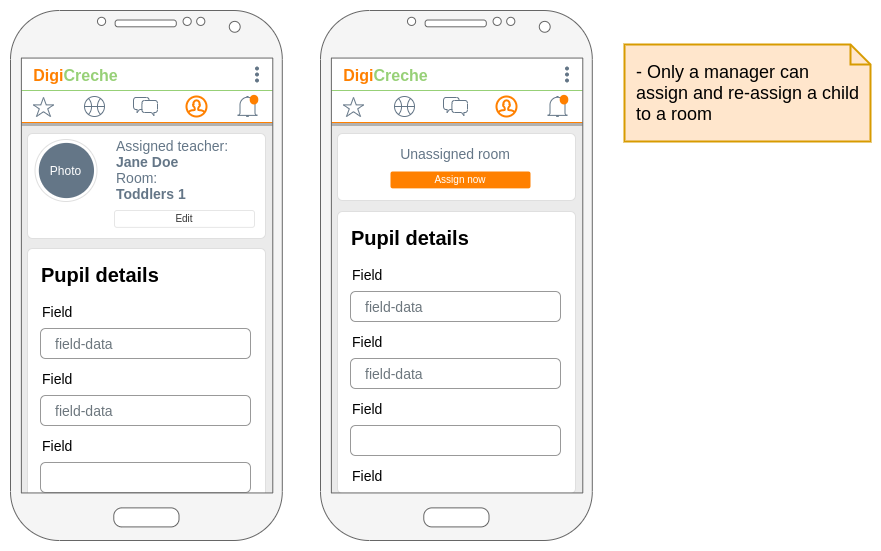 DigiCreche
Photo
Assigned teacher:
Jane Doe
Room:
Toddlers 1
Edit
Pupil details
Field
field-data
Field
field-data
Field
DigiCreche
Unassigned room
Assign now
Pupil details
Field
field-data
Field
field-data
Field
Field
- Only a manager can
assign and re-assign a child
to a room